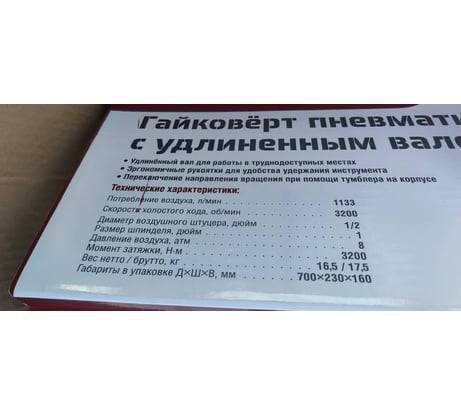 Гайковёрт пневмати
с удлиненным вало
• Удлинённый вал для работы в труднодоступных местах
• Эргономичные рукоятки для удобства удержания инструмента
• Переключение направления вращения при помощи тумблера на корпусе
Технические характеристики:
Потребление воздуха, л/мин 1133
Скорость холостого хода, об/мин 3200
Диаметр воздушного штуцера, дюйм 1/2
Размер шпинделя, дюйм 1
Давление воздуха, атм 8
Момент затяжки, Н·м 3200
Вес нетто / брутто, кг 16,5 / 17,5
Габариты в упаковке Д×Ш×В, мм 700×230×160